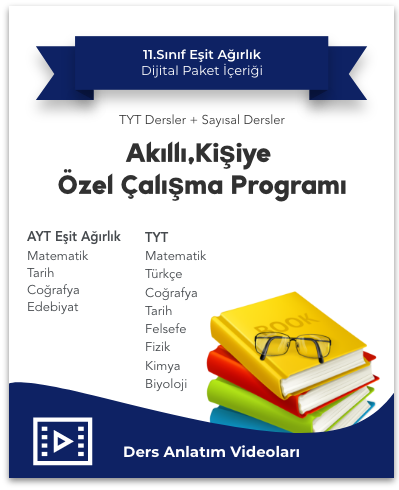 11.Sınıf Eşit Ağırlık
Dijital Paket İçeriği
TYT Dersler + Sayısal Dersler
Akıllı,Kişiye
Özel Çalışma Programı
AYT Eşit Ağırlık
Matematik
Tarih
Coğrafya
Edebiyat
TYT
Matematik
Türkçe
Coğrafya
Tarih
Felsefe
Fizik
Kimya
Biyoloji
BOOK
Ders Anlatım Videoları